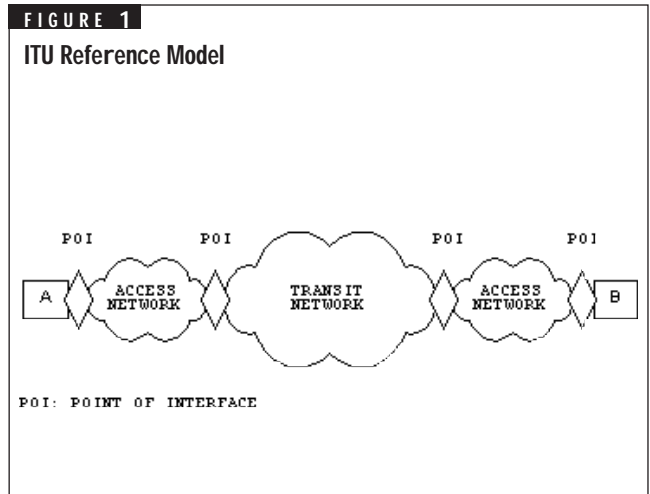 FIGURE 1
ITU Reference Model
POI POI POI POI
A ACCESS NETWORK TRANSIT NETWORK ACCESS NETWORK B
POI: POINT OF INTERFACE